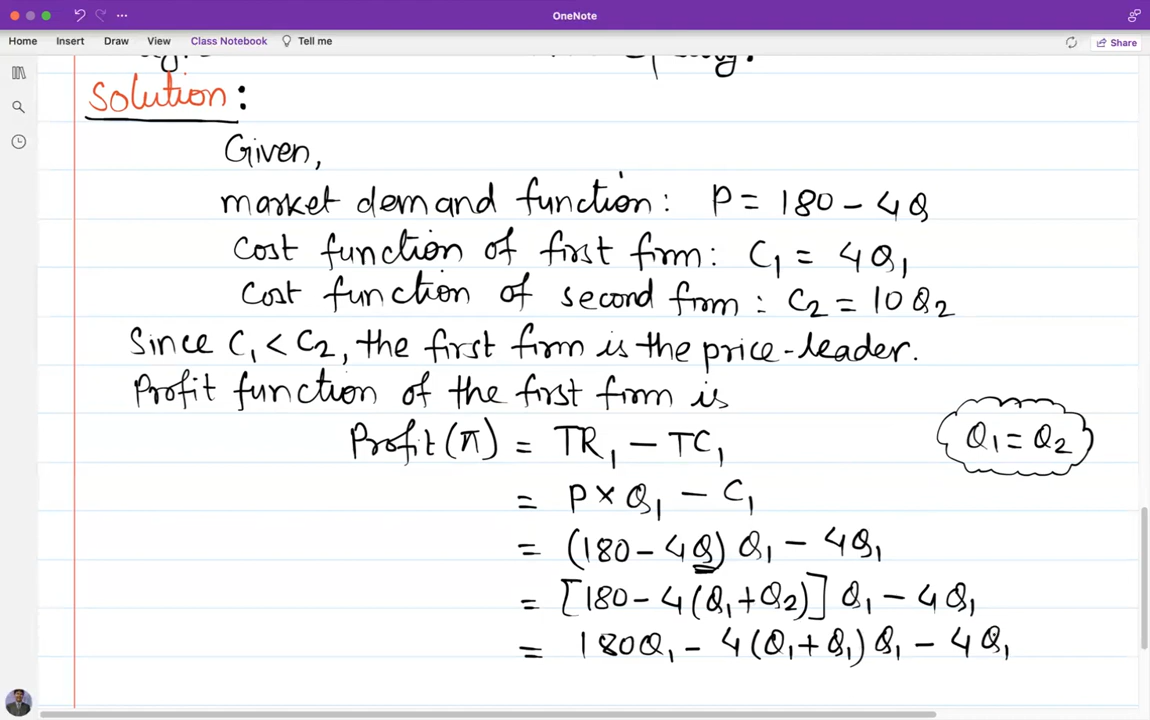 OneNote
Home Insert Draw View Class Notebook Tell me Share
Solution:
Given,
market demand function: P = 180 - 4Q
Cost function of first firm: C₁ = 4Q₁
Cost function of second firm: C₂ = 10Q₂
Since C₁ < C₂, the first firm is the price-leader.
Profit function of the first firm is
Profit (π) = TR₁ - TC₁
Q₁ = Q₂
= P × Q₁ - C₁
= (180 - 4Q) Q₁ - 4Q₁
= [180 - 4(Q₁ + Q₂)] Q₁ - 4Q₁
= 180Q₁ - 4(Q₁ + Q₁) Q₁ - 4Q₁